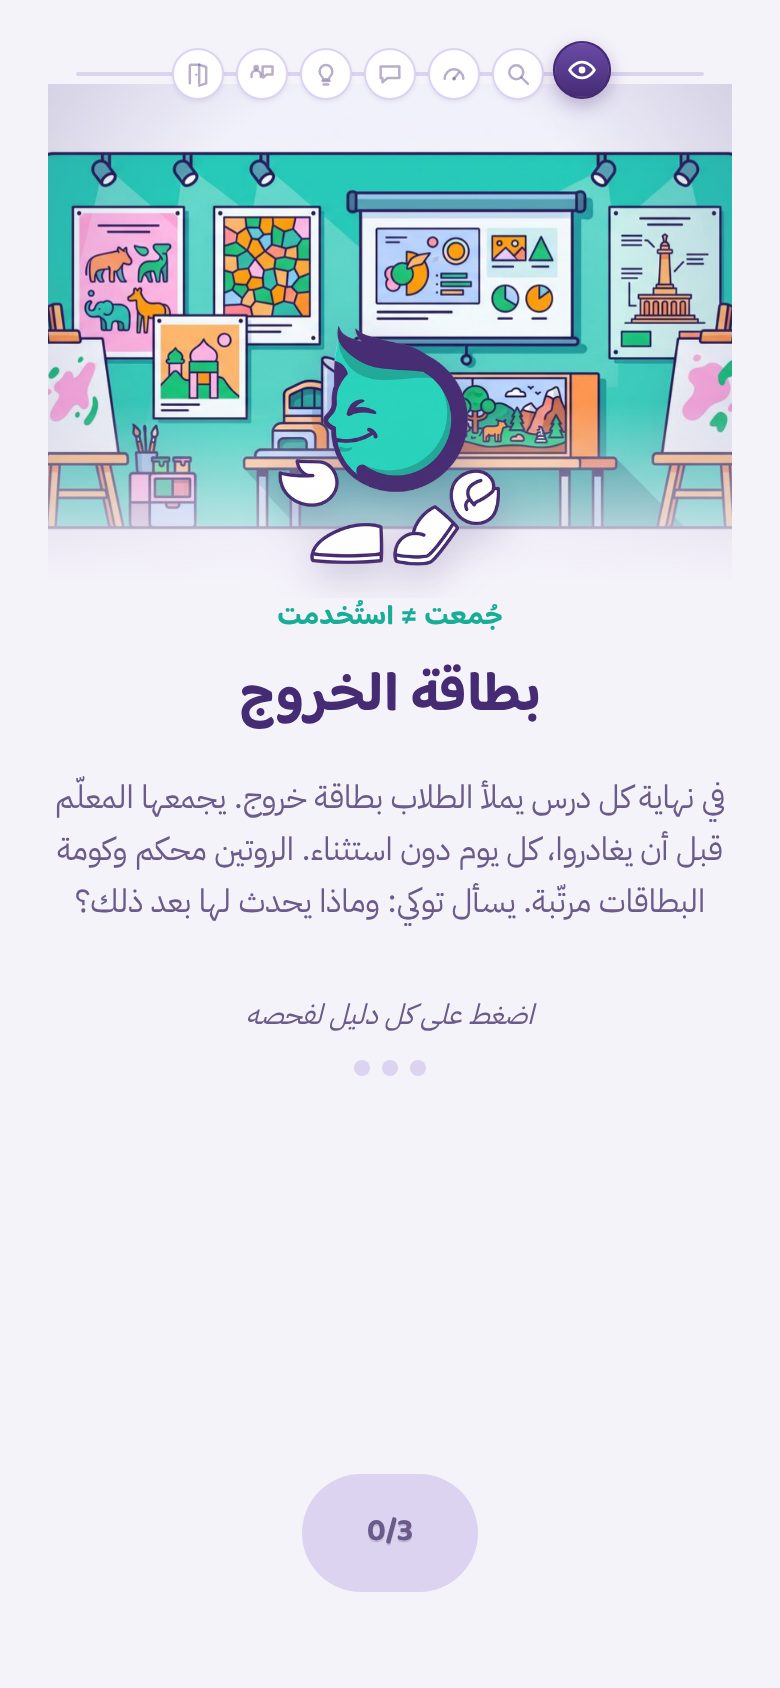 جُمعت ≠ استُخدمت
بطاقة الخروج
في نهاية كل درس يملأ الطلاب بطاقة خروج. يجمعها المعلّم
قبل أن يغادروا، كل يوم دون استثناء. الروتين محكم وكومة
البطاقات مرتّبة. يسأل توكي: وماذا يحدث لها بعد ذلك؟
اضغط على كل دليل لفحصه
0/3